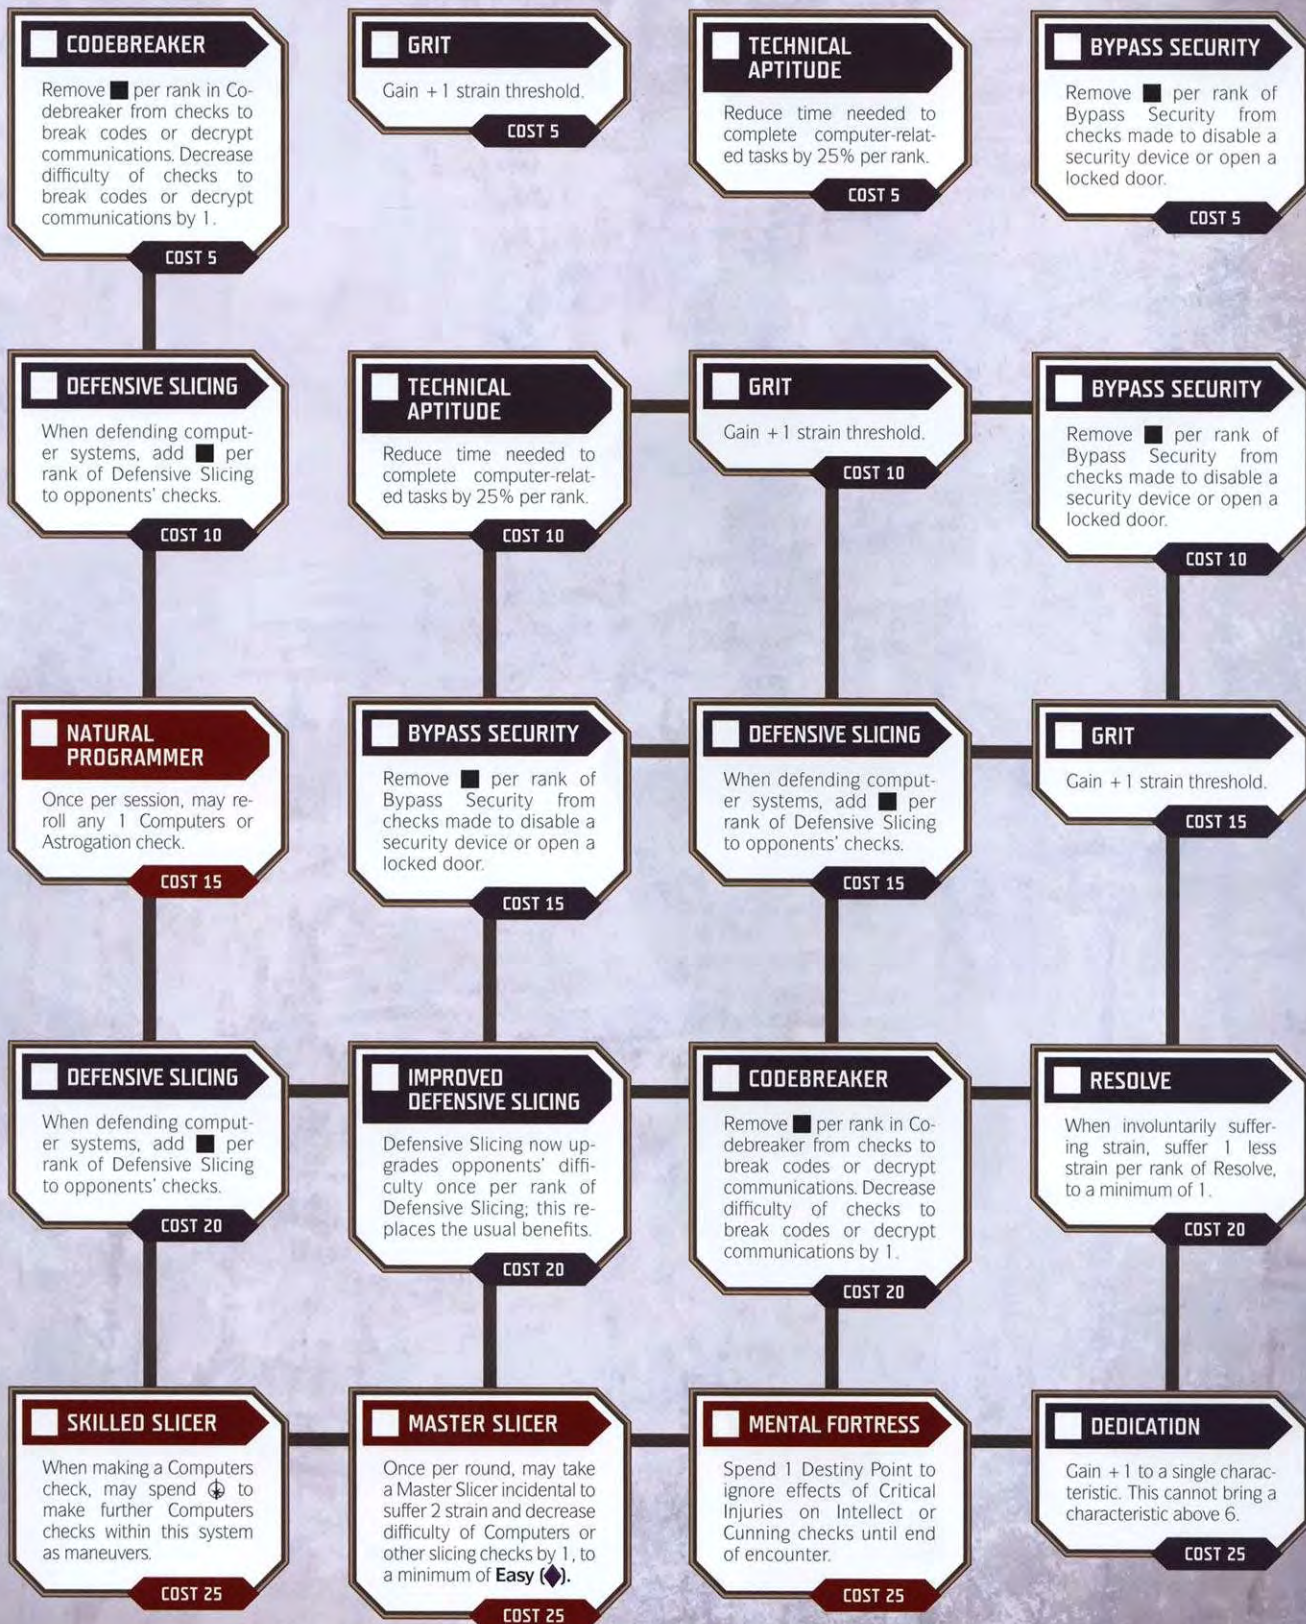 CODEBREAKER
Remove ■ per rank in Co-
debreaker from checks to
break codes or decrypt
communications. Decrease
difficulty of checks to
break codes or decrypt
communications by 1.
COST 5
GRIT
Gain +1 strain threshold.
COST 5
TECHNICAL
APTITUDE
Reduce time needed to
complete computer-relat-
ed tasks by 25% per rank.
COST 5
BYPASS SECURITY
Remove ■ per rank of
Bypass Security from
checks made to disable a
security device or open a
locked door.
COST 5
DEFENSIVE SLICING
When defending comput-
er systems, add ■ per
rank of Defensive Slicing
to opponents' checks.
COST 10
TECHNICAL
APTITUDE
Reduce time needed to
complete computer-relat-
ed tasks by 25% per rank.
COST 10
GRIT
Gain +1 strain threshold.
COST 10
BYPASS SECURITY
Remove ■ per rank of
Bypass Security from
checks made to disable a
security device or open a
locked door.
COST 10
NATURAL
PROGRAMMER
Once per session, may re-
roll any 1 Computers or
Astrogation check.
COST 15
BYPASS SECURITY
Remove ■ per rank of
Bypass Security from
checks made to disable a
security device or open a
locked door.
COST 15
DEFENSIVE SLICING
When defending comput-
er systems, add ■ per
rank of Defensive Slicing
to opponents' checks.
COST 15
GRIT
Gain +1 strain threshold.
COST 15
DEFENSIVE SLICING
When defending comput-
er systems, add ■ per
rank of Defensive Slicing
to opponents' checks.
COST 20
IMPROVED
DEFENSIVE SLICING
Defensive Slicing now up-
grades opponents' diffi-
culty once per rank of
Defensive Slicing; this re-
places the usual benefits.
COST 20
CODEBREAKER
Remove ■ per rank in Co-
debreaker from checks to
break codes or decrypt
communications. Decrease
difficulty of checks to
break codes or decrypt
communications by 1.
COST 20
RESOLVE
When involuntarily suffer-
ing strain, suffer 1 less
strain per rank of Resolve,
to a minimum of 1.
COST 20
SKILLED SLICER
When making a Computers
check, may spend to
make further Computers
checks within this system
as maneuvers.
COST 25
MASTER SLICER
Once per round, may take
a Master Slicer incidental to
suffer 2 strain and decrease
difficulty of Computers or
other slicing checks by 1, to
a minimum of Easy (◆).
COST 25
MENTAL FORTRESS
Spend 1 Destiny Point to
ignore effects of Critical
Injuries on Intellect or
Cunning checks until end
of encounter.
COST 25
DEDICATION
Gain +1 to a single charac-
teristic. This cannot bring a
characteristic above 6.
COST 25